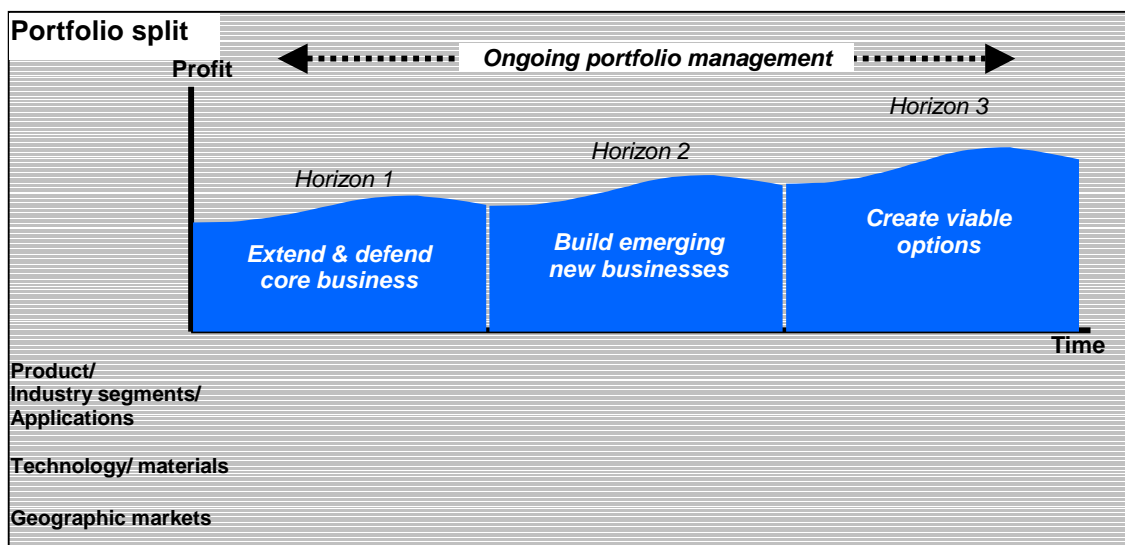 Portfolio split
Ongoing portfolio management
Profit
Horizon 3
Horizon 2
Horizon 1
Create viable
options
Build emerging
new businesses
Extend & defend
core business
Time
Product/
Industry segments/
Applications
Technology/ materials
Geographic markets